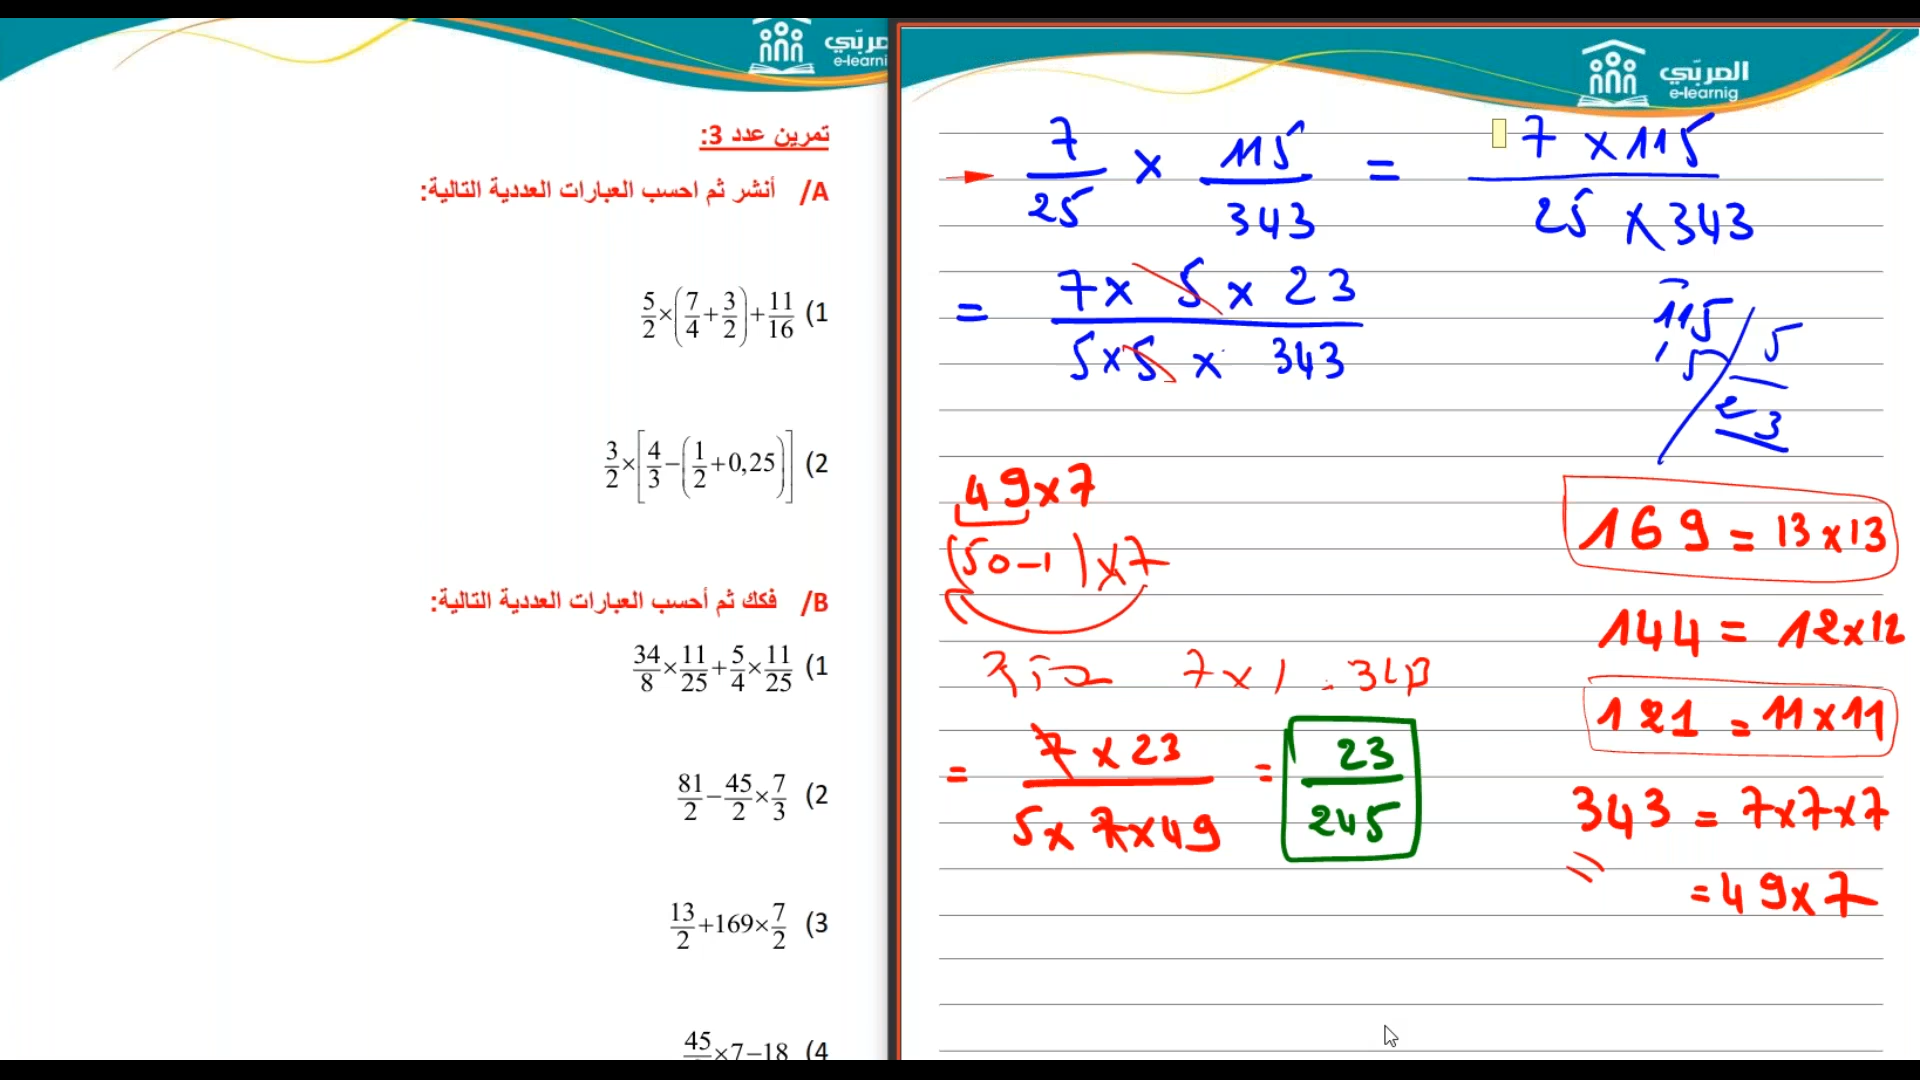 المربّي
e-learni
تمرين عدد 3:
A/ أنشر ثم احسب العبارات العددية التالية:
1) 5/2×(7/4+3/2)+11/16
2) 3/2×[4/3−(1/2+0,25)]
B/ فكك ثم أحسب العبارات العددية التالية:
1) 34/8×11/25+5/4×11/25
2) 81/2−45/2×7/3
3) 13/2+169×7/2
4) 45 ×7−18
المربّي
e-learnig
7/25 × 115/343 = 7×115 / 25×343
= 7×5×23 / 5×5×343
115 5
15
23
49×7
(50-1)×7
7×1
= 7×23 / 5×7×49 = 23/245
169 = 13×13
144 = 12×12
121 = 11×11
343 = 7×7×7
= 49×7